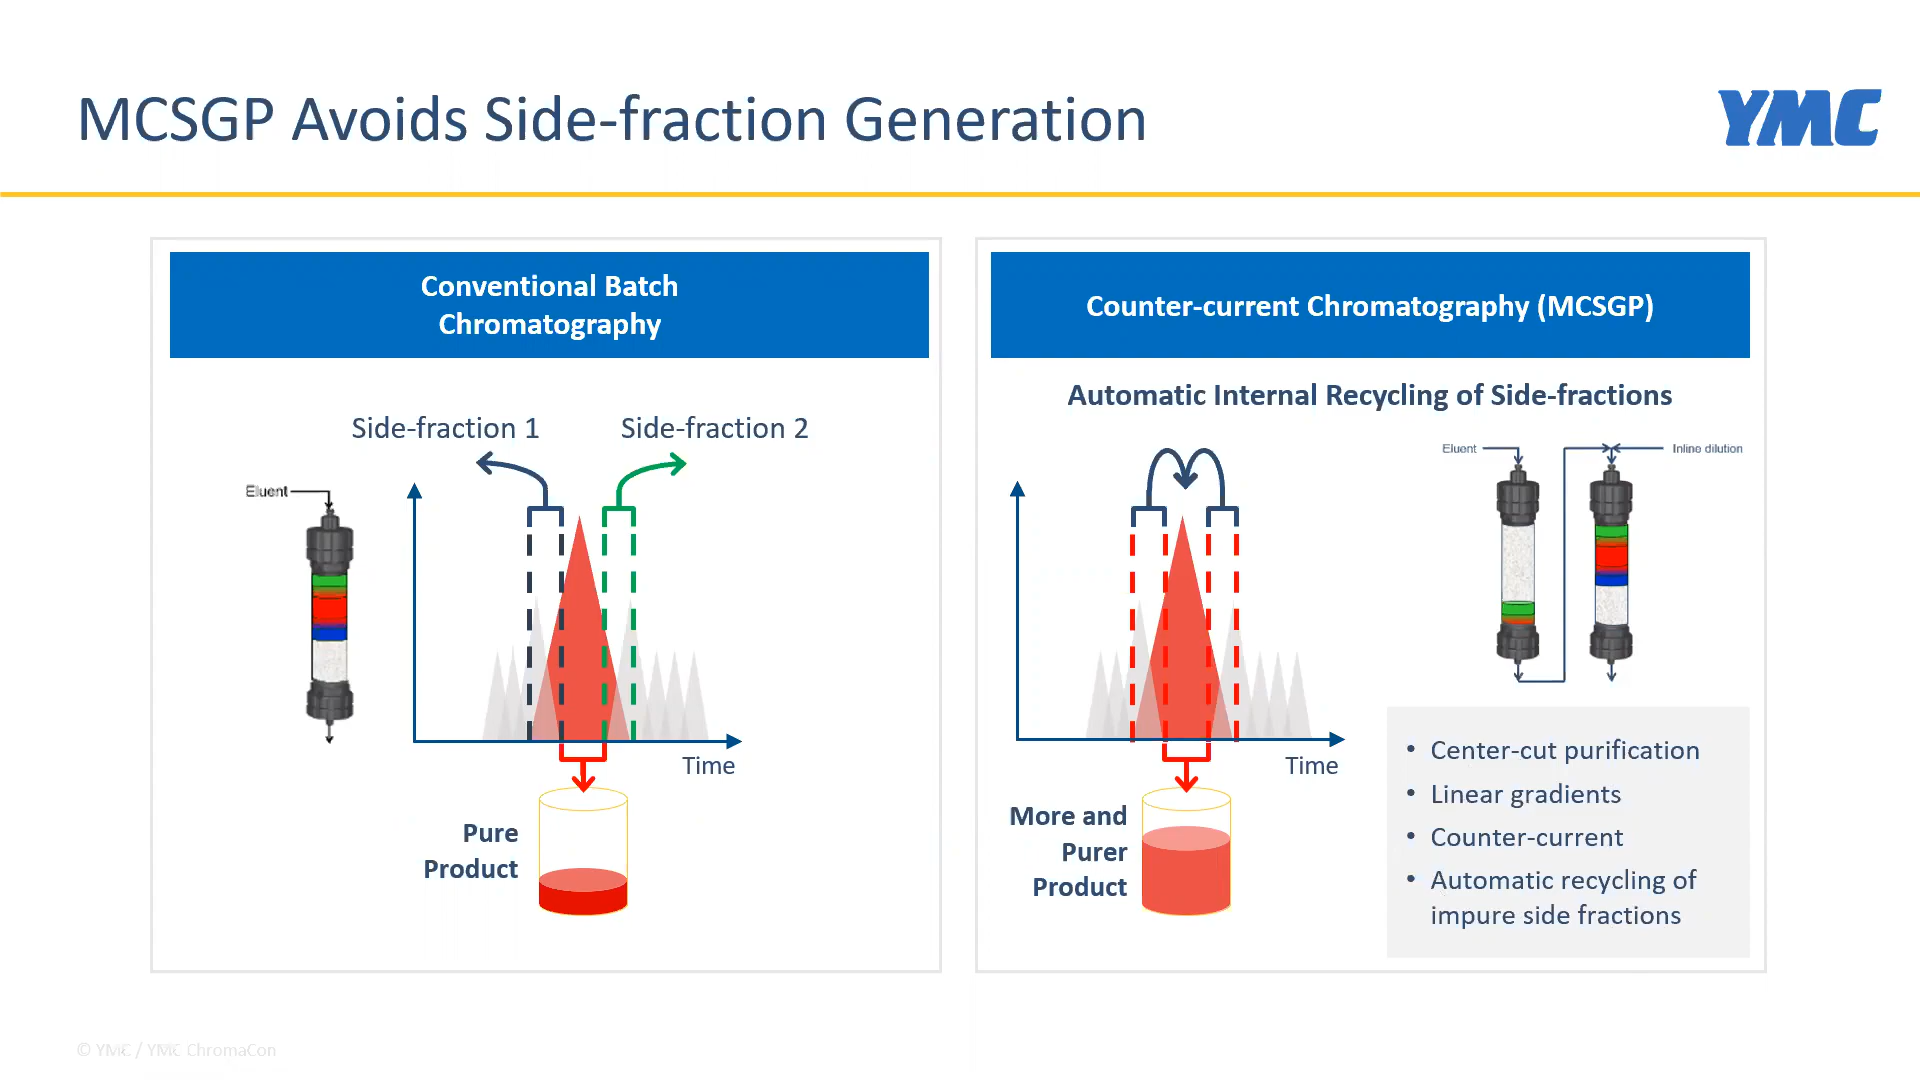 MCSGP Avoids Side-fraction Generation
YMC
Conventional Batch
Chromatography
Side-fraction 1
Side-fraction 2
Eluent
Time
Pure
Product
Counter-current Chromatography (MCSGP)
Automatic Internal Recycling of Side-fractions
Eluent
Inline dilution
Time
More and
Purer
Product
• Center-cut purification
• Linear gradients
• Counter-current
• Automatic recycling of
impure side fractions
© YMC / YMC ChromaCon